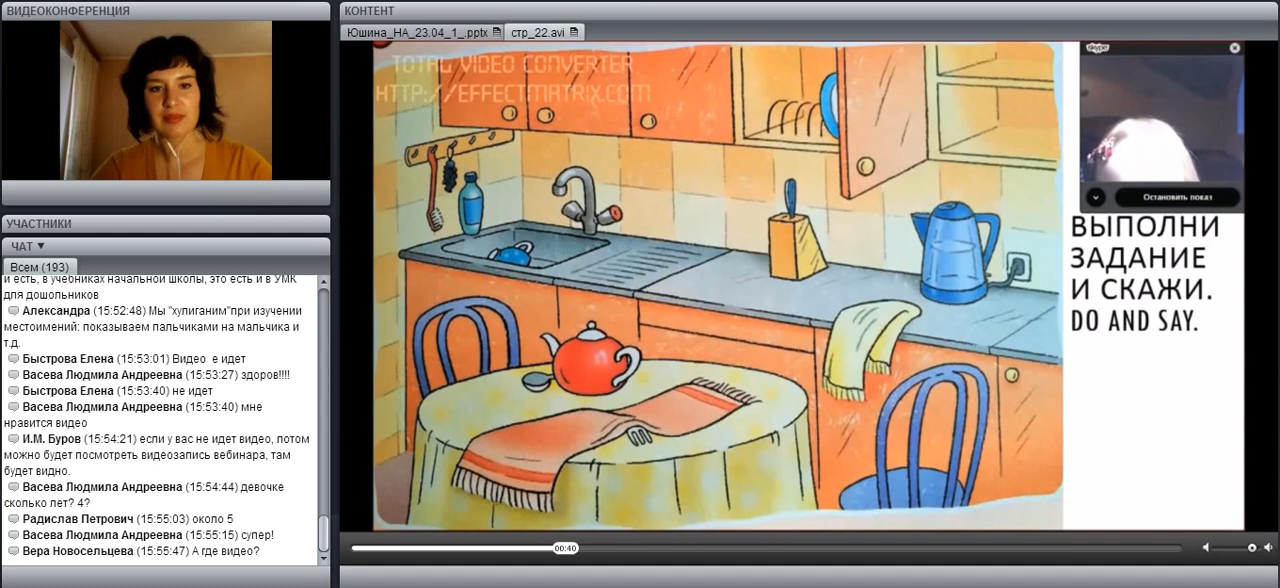 ВИДЕОКОНФЕРЕНЦИЯ
УЧАСТНИКИ
ЧАТ ▼
Всем (193)
и есть, в учебниках начальной школы, это есть и в УМК
для дошкольников
Александра (15:52:48) Мы "хулиганим"при изучении
местоимений: показываем пальчиками на мальчика и
т.д.
Быстрова Елена (15:53:01) Видео е идет
Васева Людмила Андреевна (15:53:27) здоров!!!!
Быстрова Елена (15:53:40) не идет
Васева Людмила Андреевна (15:53:40) мне
нравится видео
И.М. Буров (15:54:21) если у вас не идет видео, потом
можно будет посмотреть видеозапись вебинара, там
будет видно.
Васева Людмила Андреевна (15:54:44) девочке
сколько лет? 4?
Радислав Петрович (15:55:03) около 5
Васева Людмила Андреевна (15:55:15) супер!
Вера Новосельцева (15:55:47) А где видео?
КОНТЕНТ
Юшина_НА_23.04_1_.pptx стр_22.avi
TOTAL VIDEO CONVERTER
HTTP://EFFECTMATRIX.COM
skype
Остановить показ
ВЫПОЛНИ
ЗАДАНИЕ
И СКАЖИ.
DO AND SAY.
00:40